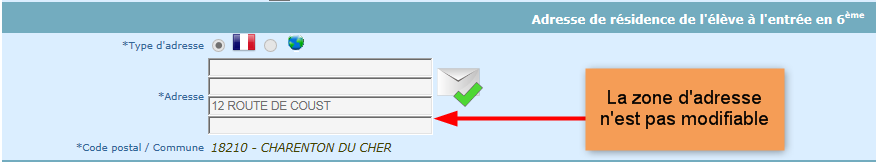 Adresse de résidence de l'élève à l'entrée en 6ème
*Type d'adresse
*Adresse
12 ROUTE DE COUST
*Code postal / Commune 18210 - CHARENTON DU CHER
La zone d'adresse
n'est pas modifiable